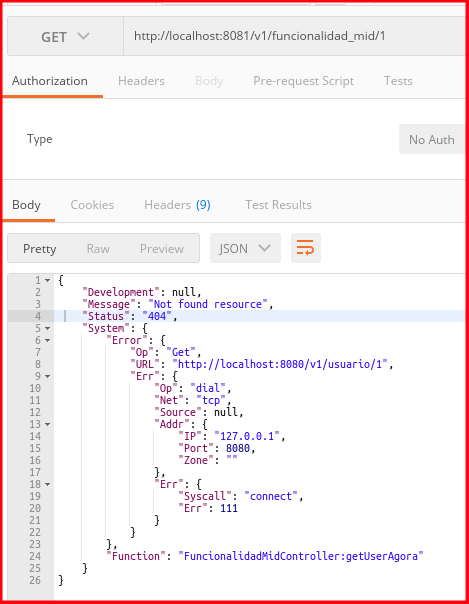 GET http://localhost:8081/v1/funcionalidad_mid/1
Authorization Headers Body Pre-request Script Tests
Type No Auth
Body Cookies Headers (9) Test Results
Pretty Raw Preview JSON
1 {
2 "Development": null,
3 "Message": "Not found resource",
4 "Status": "404",
5 "System": {
6 "Error": {
7 "Op": "Get",
8 "URL": "http://localhost:8080/v1/usuario/1",
9 "Err": {
10 "Op": "dial",
11 "Net": "tcp",
12 "Source": null,
13 "Addr": {
14 "IP": "127.0.0.1",
15 "Port": 8080,
16 "Zone": ""
17 },
18 "Err": {
19 "Syscall": "connect",
20 "Err": 111
21 }
22 }
23 },
24 "Function": "FuncionalidadMidController:getUserAgora"
25 }
26 }